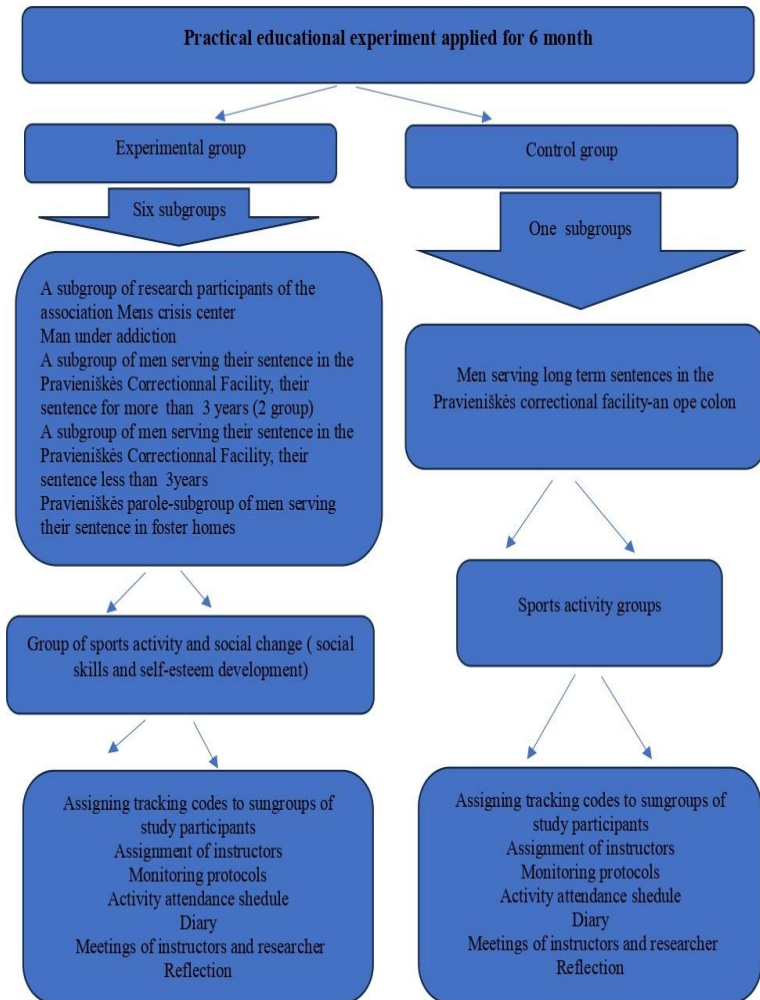 Practical educational experiment applied for 6 month
Experimental group
Control group
Six subgroups
One subgroups
A subgroup of research participants of the
association Mens crisis center
Man under addiction
A subgroup of men serving their sentence in the
Pravieniškės Correctionnal Facility, their
sentence for more than 3 years (2 group)
A subgroup of men serving their sentence in the
Pravieniškės Correctionnal Facility, their
sentence less than 3years
Pravieniškės parole-subgroup of men serving
their sentence in foster homes
Men serving long term sentences in the
Pravieniškės correctional facility-an ope colon
Group of sports activity and social change ( social
skills and self-esteem development)
Sports activity groups
Assigning tracking codes to sungroups of
study participants
Assignment of instructors
Monitoring protocols
Activity attendance shedule
Diary
Meetings of instructors and researcher
Reflection
Assigning tracking codes to sungroups of
study participants
Assignment of instructors
Monitoring protocols
Activity attendance shedule
Diary
Meetings of instructors and researcher
Reflection